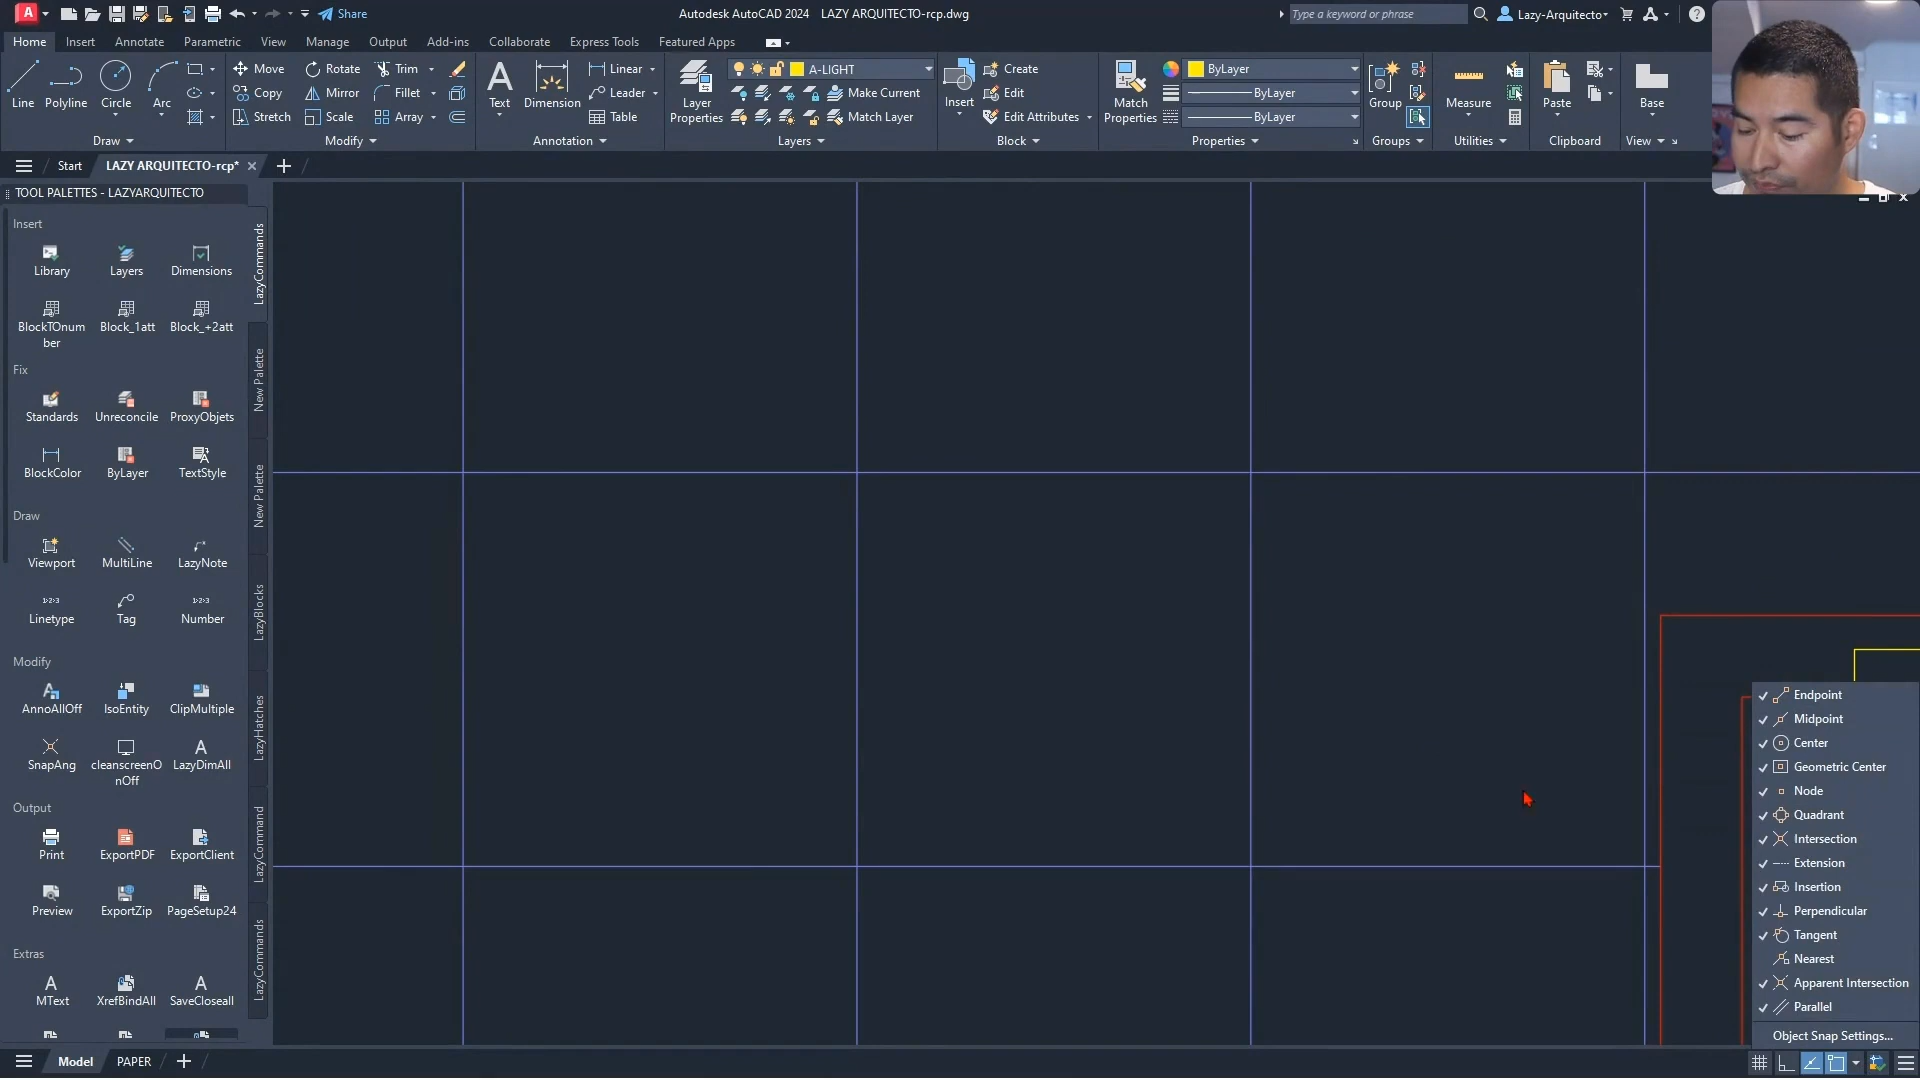 Share
Autodesk AutoCAD 2024 LAZY ARQUITECTO-rcp.dwg
Type a keyword or phrase
Lazy-Arquitecto
Home Insert Annotate Parametric View Manage Output Add-ins Collaborate Express Tools Featured Apps
Line Polyline Circle Arc
Move Rotate Trim
Copy Mirror Fillet
Stretch Scale Array
Text Dimension
Linear
Leader
Table
Layer Properties
A-LIGHT
Make Current
Match Layer
Insert
Create
Edit
Edit Attributes
Match Properties
ByLayer
ByLayer
ByLayer
Group
Measure
Paste
Base
Draw Modify Annotation Layers Block Properties Groups Utilities Clipboard View
Start LAZY ARQUITECTO-rcp*
TOOL PALETTES - LAZYARQUITECTO
Insert
Library Layers Dimensions
BlockTOnum Block_1att Block_+2att
ber
Fix
Standards Unreconcile ProxyObjets
BlockColor ByLayer TextStyle
Draw
Viewport MultiLine LazyNote
Linetype Tag Number
Modify
AnnoAllOff IsoEntity ClipMultiple
SnapAng cleanscreenO LazyDimAll
nOff
Output
Print ExportPDF ExportClient
Preview ExportZip PageSetup24
Extras
MText XrefBindAll SaveCloseall
LazyCommands
New Palette
New Palette
LazyBlocks
LazyHatches
LazyCommand
LazyCommands
Endpoint
Midpoint
Center
Geometric Center
Node
Quadrant
Intersection
Extension
Insertion
Perpendicular
Tangent
Nearest
Apparent Intersection
Parallel
Object Snap Settings...
Model PAPER